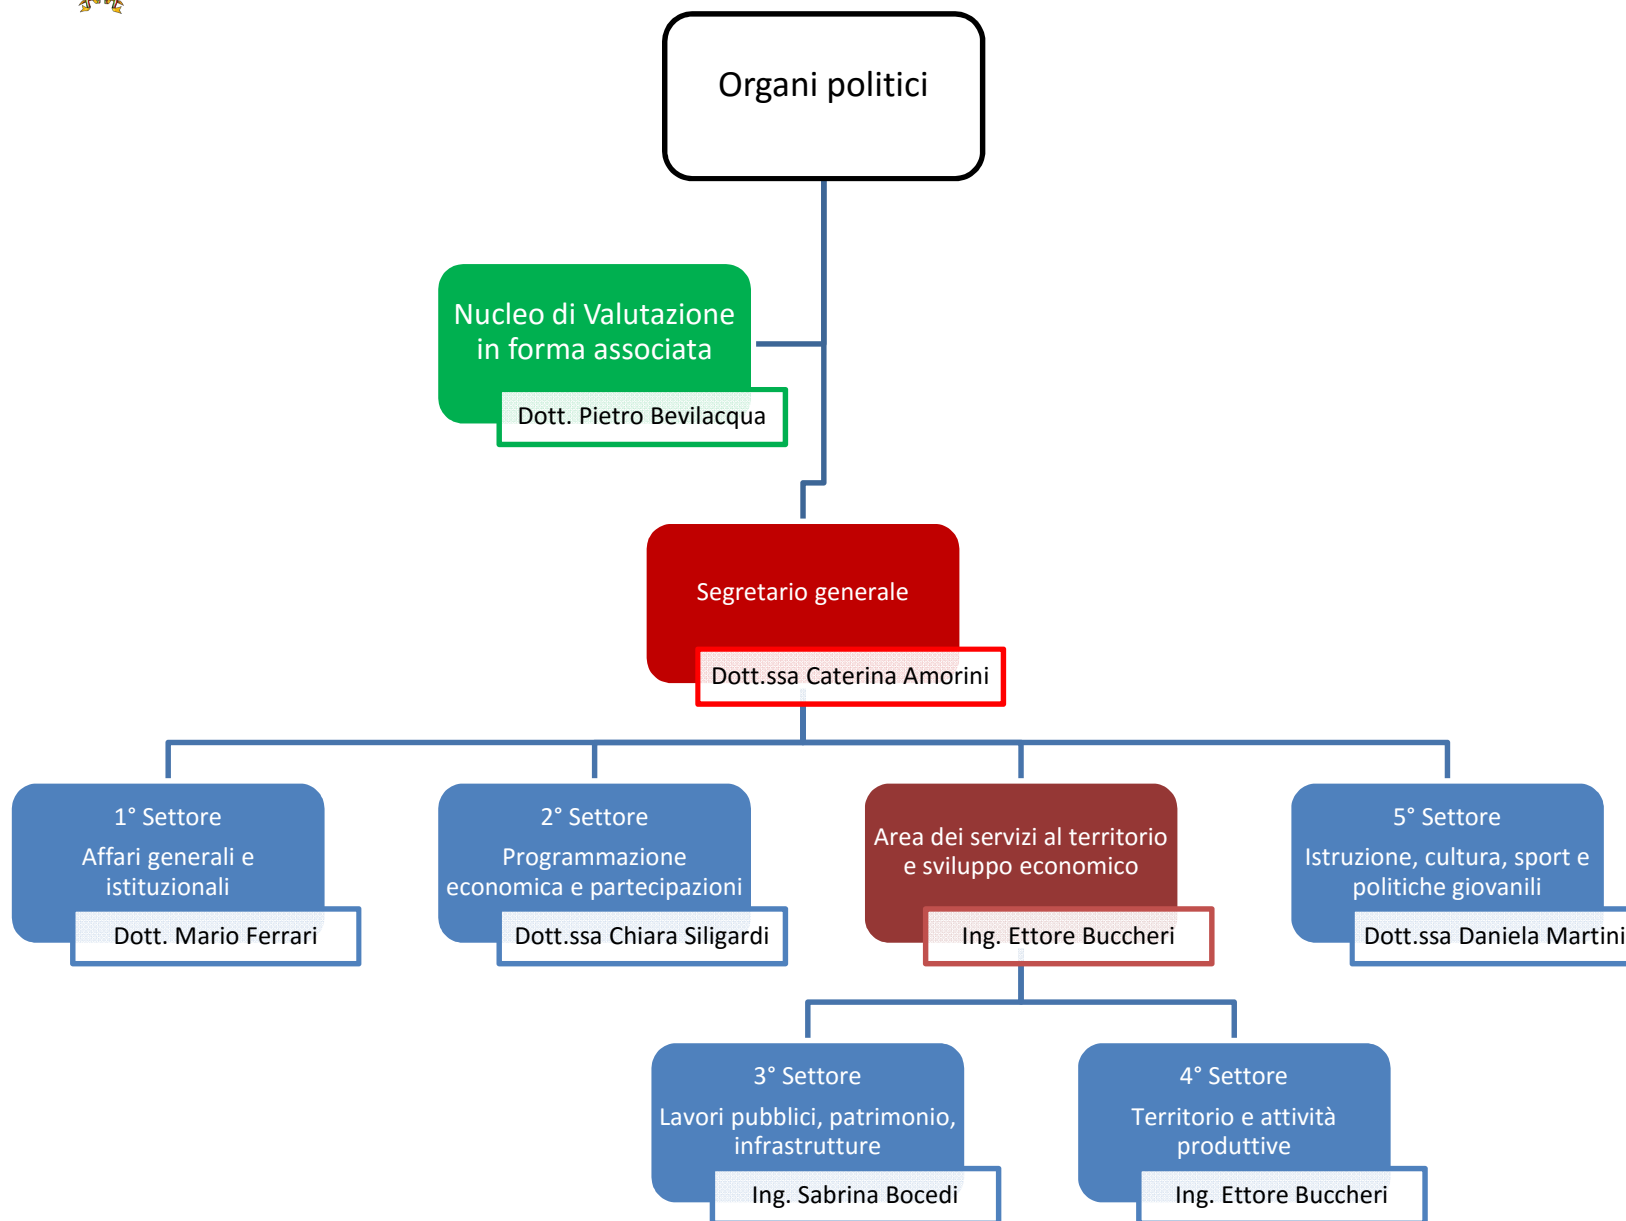 Organi politici
Nucleo di Valutazione
in forma associata
Dott. Pietro Bevilacqua
Segretario generale
Dott.ssa Caterina Amorini
1° Settore
Affari generali e
istituzionali
Dott. Mario Ferrari
2° Settore
Programmazione
economica e partecipazioni
Dott.ssa Chiara Siligardi
Area dei servizi al territorio
e sviluppo economico
Ing. Ettore Buccheri
5° Settore
Istruzione, cultura, sport e
politiche giovanili
Dott.ssa Daniela Martini
3° Settore
Lavori pubblici, patrimonio,
infrastrutture
Ing. Sabrina Bocedi
4° Settore
Territorio e attività
produttive
Ing. Ettore Buccheri